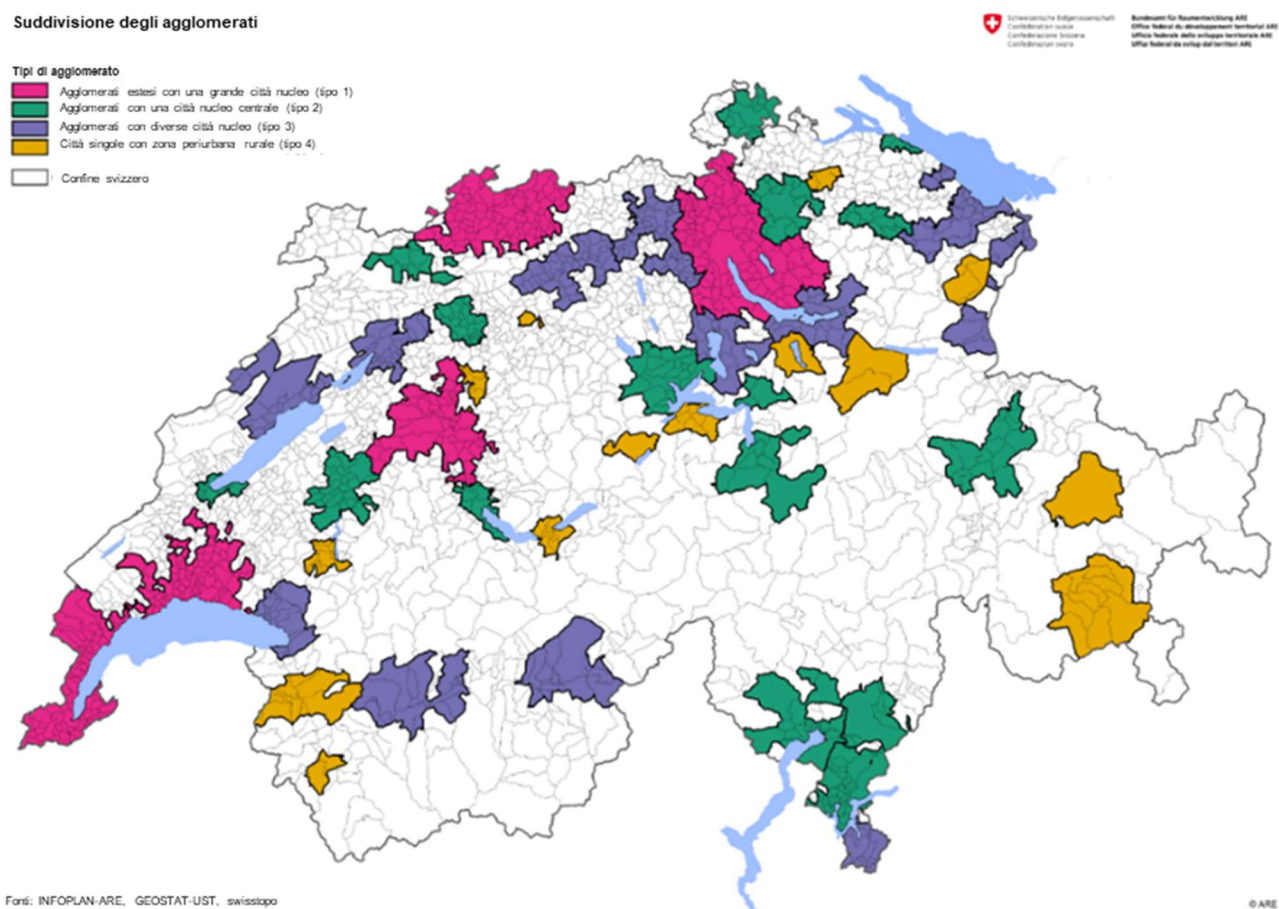 Suddivisione degli agglomerati
Schweizerische Eidgenossenschaft
Confédération suisse
Confederazione Svizzera
Confederaziun svizra
Bundesamt für Raumentwicklung ARE
Office fédéral du développement territorial ARE
Ufficio federale dello sviluppo territoriale ARE
Uffizi federal da svilup dal territori ARE
Tipi di agglomerato
Agglomerati estesi con una grande città nucleo (tipo 1)
Agglomerati con una città nucleo centrale (tipo 2)
Agglomerati con diverse città nucleo (tipo 3)
Città singole con zona periurbana rurale (tipo 4)
Confine svizzero
Fonti: INFOPLAN-ARE, GEOSTAT-UST, swisstopo
© ARE